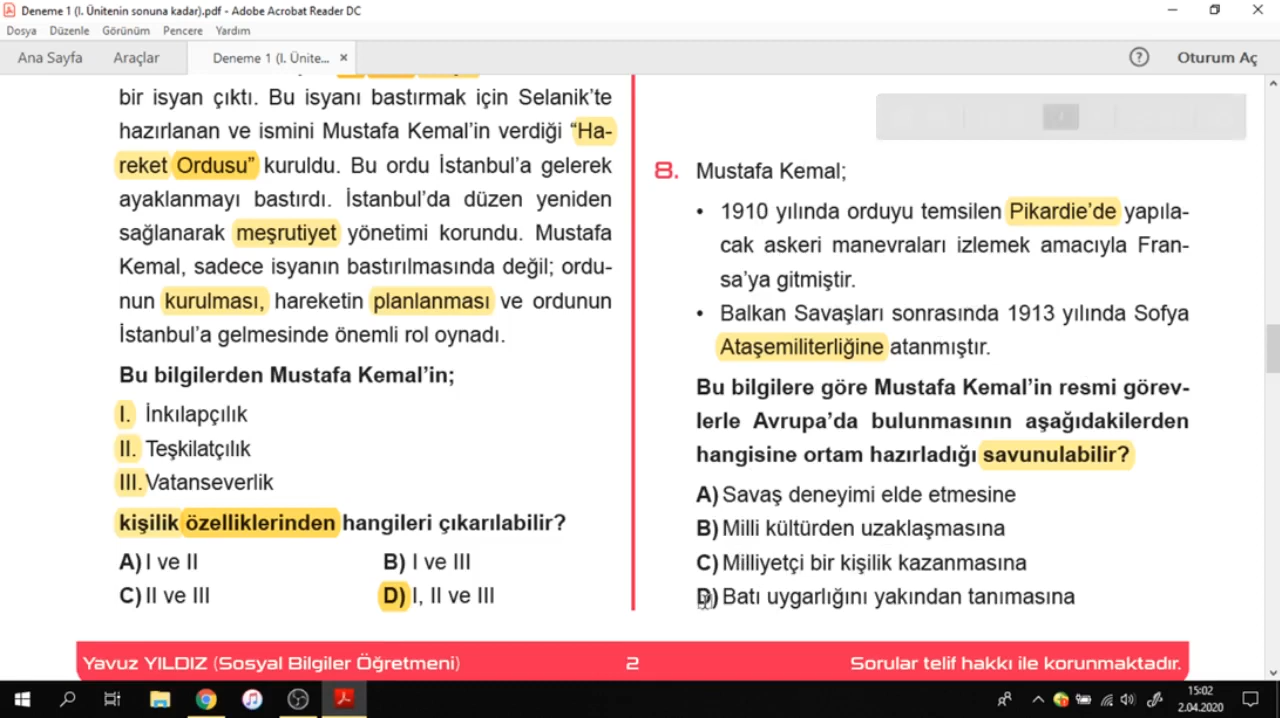 Deneme 1 (I. Ünitenin sonuna kadar).pdf - Adobe Acrobat Reader DC
Dosya Düzenle Görünüm Pencere Yardım
Ana Sayfa Araçlar Deneme 1 (I. Ünite... × Oturum Aç
bir isyan çıktı. Bu isyanı bastırmak için Selanik’te
hazırlanan ve ismini Mustafa Kemal’in verdiği “Ha-
reket Ordusu” kuruldu. Bu ordu İstanbul’a gelerek
ayaklanmayı bastırdı. İstanbul’da düzen yeniden
sağlanarak meşrutiyet yönetimi korundu. Mustafa
Kemal, sadece isyanın bastırılmasında değil; ordu-
nun kurulması, hareketin planlanması ve ordunun
İstanbul’a gelmesinde önemli rol oynadı.
Bu bilgilerden Mustafa Kemal’in;
I. İnkılapçılık
II. Teşkilatçılık
III. Vatanseverlik
kişilik özelliklerinden hangileri çıkarılabilir?
A) I ve II B) I ve III
C) II ve III D) I, II ve III
8. Mustafa Kemal;
• 1910 yılında orduyu temsilen Pikardie’de yapıla-
cak askeri manevraları izlemek amacıyla Fran-
sa’ya gitmiştir.
• Balkan Savaşları sonrasında 1913 yılında Sofya
Ataşemiliterliğine atanmıştır.
Bu bilgilere göre Mustafa Kemal’in resmi görev-
lerle Avrupa’da bulunmasının aşağıdakilerden
hangisine ortam hazırladığı savunulabilir?
A) Savaş deneyimi elde etmesine
B) Milli kültürden uzaklaşmasına
C) Milliyetçi bir kişilik kazanmasına
D) Batı uygarlığını yakından tanımasına
Yavuz YILDIZ (Sosyal Bilgiler Öğretmeni) 2 Sorular telif hakkı ile korunmaktadır.
15:02
2.04.2020